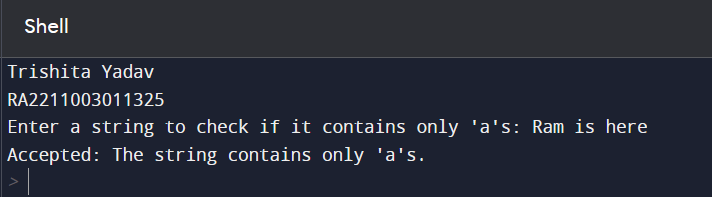 Shell
Trishita Yadav
RA2211003011325
Enter a string to check if it contains only 'a's: Ram is here
Accepted: The string contains only 'a's.
>